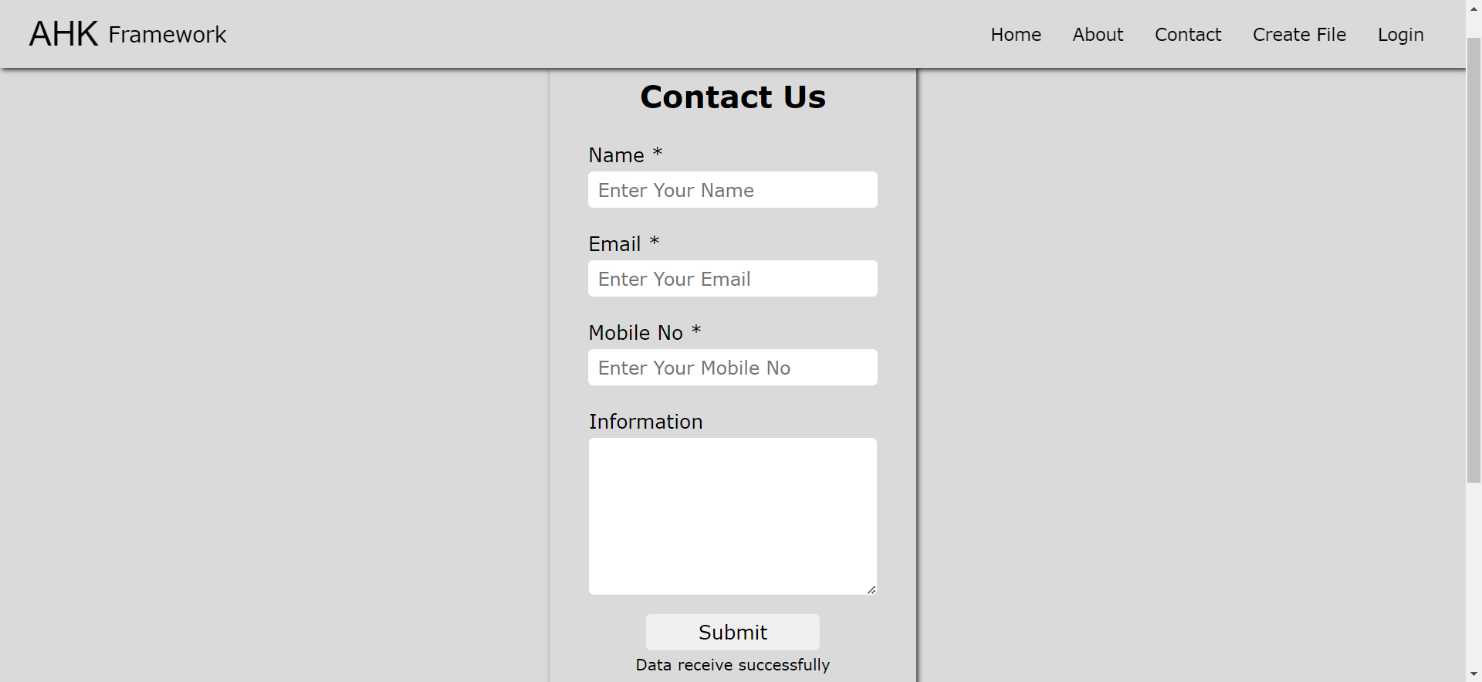 AHK Framework Home About Contact Create File Login
Contact Us
Name *
Enter Your Name
Email *
Enter Your Email
Mobile No *
Enter Your Mobile No
Information
Submit
Data receive successfully